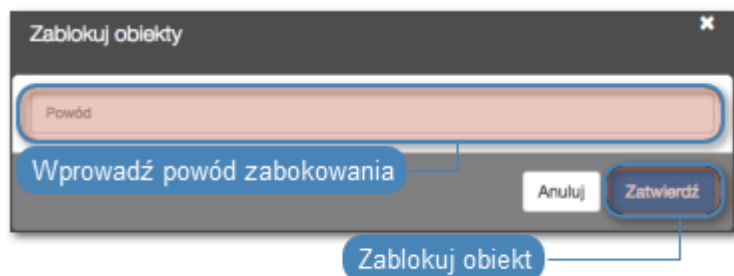 Zablokuj obiekty
Powód
Wprowadź powód zabokowania
Anuluj
Zatwierdź
Zablokuj obiekt